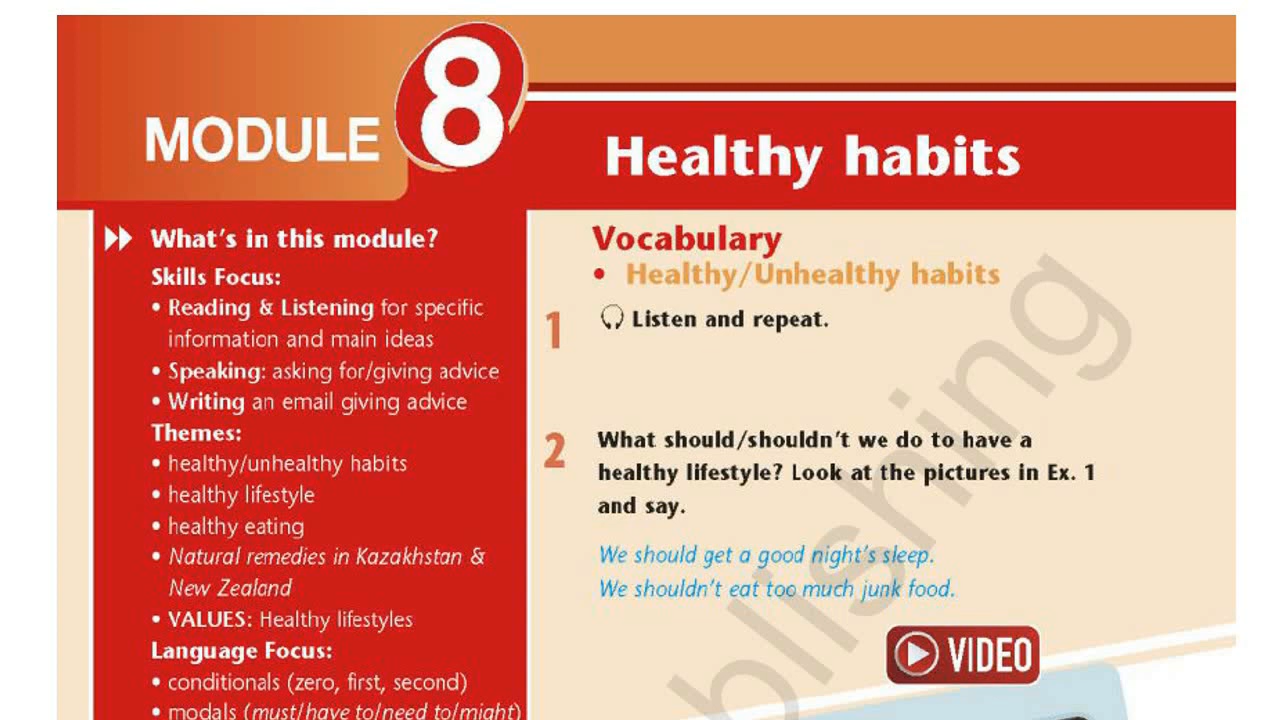 MODULE 8
Healthy habits
What's in this module?
Skills Focus:
• Reading & Listening for specific
information and main ideas
• Speaking: asking for/giving advice
• Writing an email giving advice
Themes:
• healthy/unhealthy habits
• healthy lifestyle
• healthy eating
• Natural remedies in Kazakhstan &
New Zealand
• VALUES: Healthy lifestyles
Language Focus:
• conditionals (zero, first, second)
• modals (must/have to/need to/might)
Vocabulary
• Healthy/Unhealthy habits
1 Listen and repeat.
2 What should/shouldn't we do to have a
healthy lifestyle? Look at the pictures in Ex. 1
and say.
We should get a good night's sleep.
We shouldn't eat too much junk food.
VIDEO
blishing